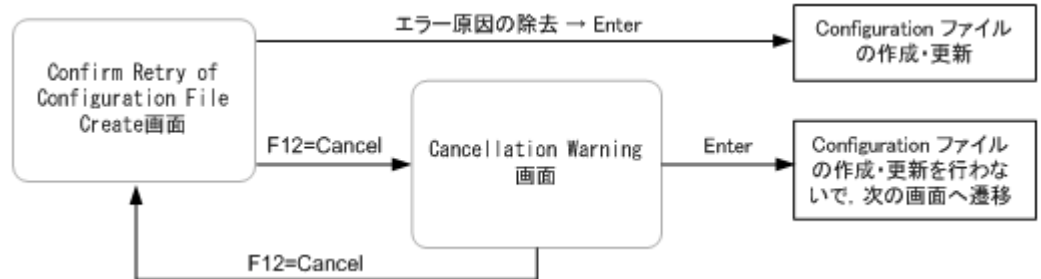 エラー原因の除去 → Enter
Configuration ファイル
の作成・更新
Confirm Retry of
Configuration File
Create画面
F12=Cancel
Cancellation Warning
画面
Enter
Configuration ファイル
の作成・更新を行わな
いで，次の画面へ遷移
F12=Cancel